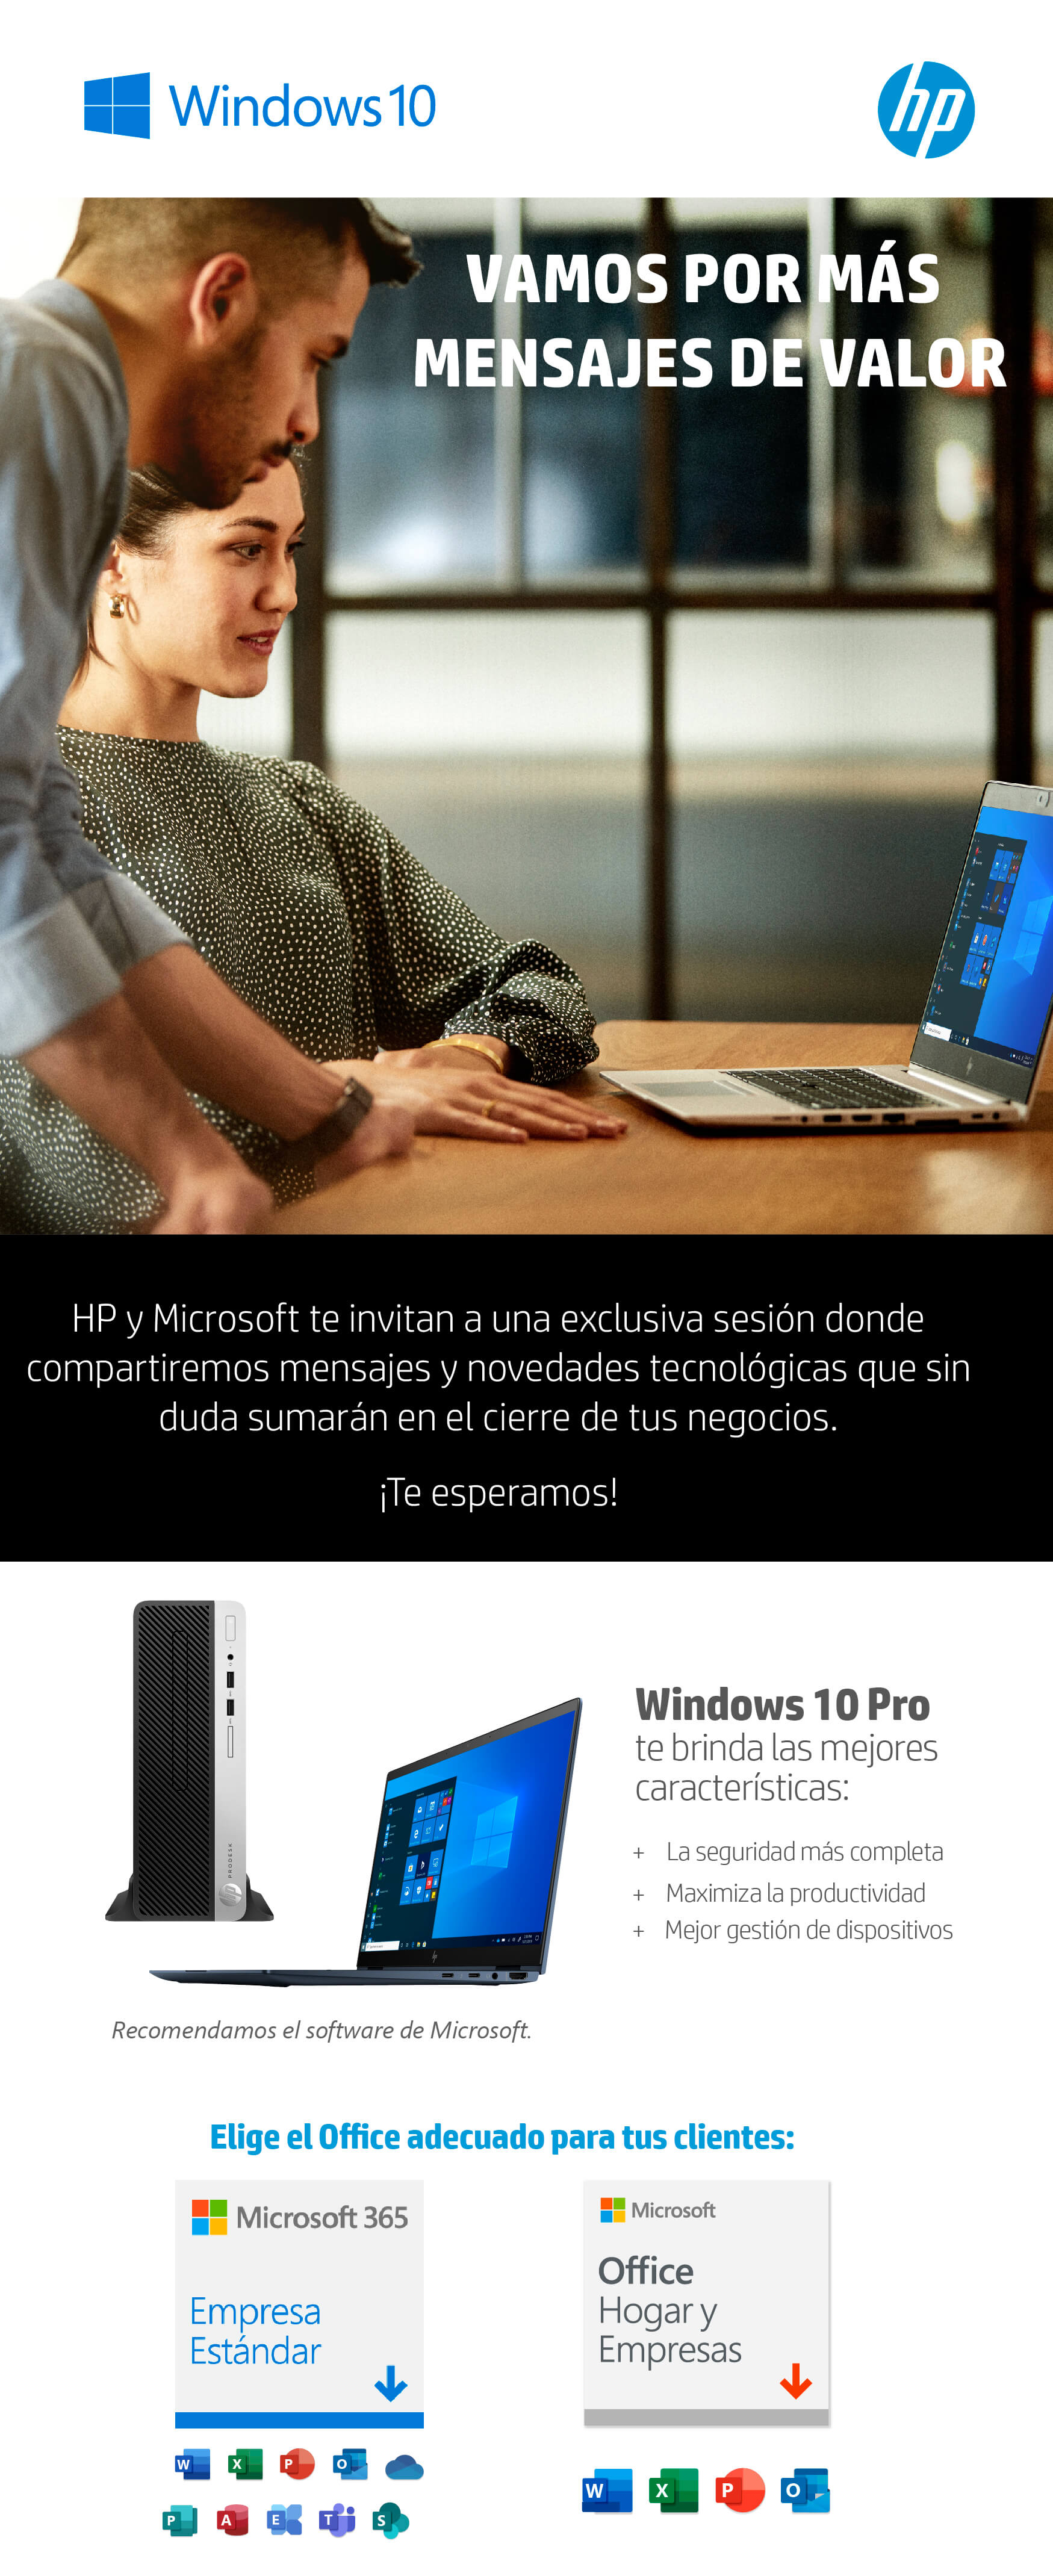 Windows 10
hp
VAMOS POR MÁS
MENSAJES DE VALOR
HP y Microsoft te invitan a una exclusiva sesión donde
compartiremos mensajes y novedades tecnológicas que sin
duda sumarán en el cierre de tus negocios.
¡Te esperamos!
PRODESK
hp
Windows 10 Pro
te brinda las mejores
características:
+ La seguridad más completa
+ Maximiza la productividad
+ Mejor gestión de dispositivos
Recomendamos el software de Microsoft.
Elige el Office adecuado para tus clientes:
Microsoft 365
Empresa
Estándar
W X P O
P A E T S
Microsoft
Office
Hogar y
Empresas
W X P O